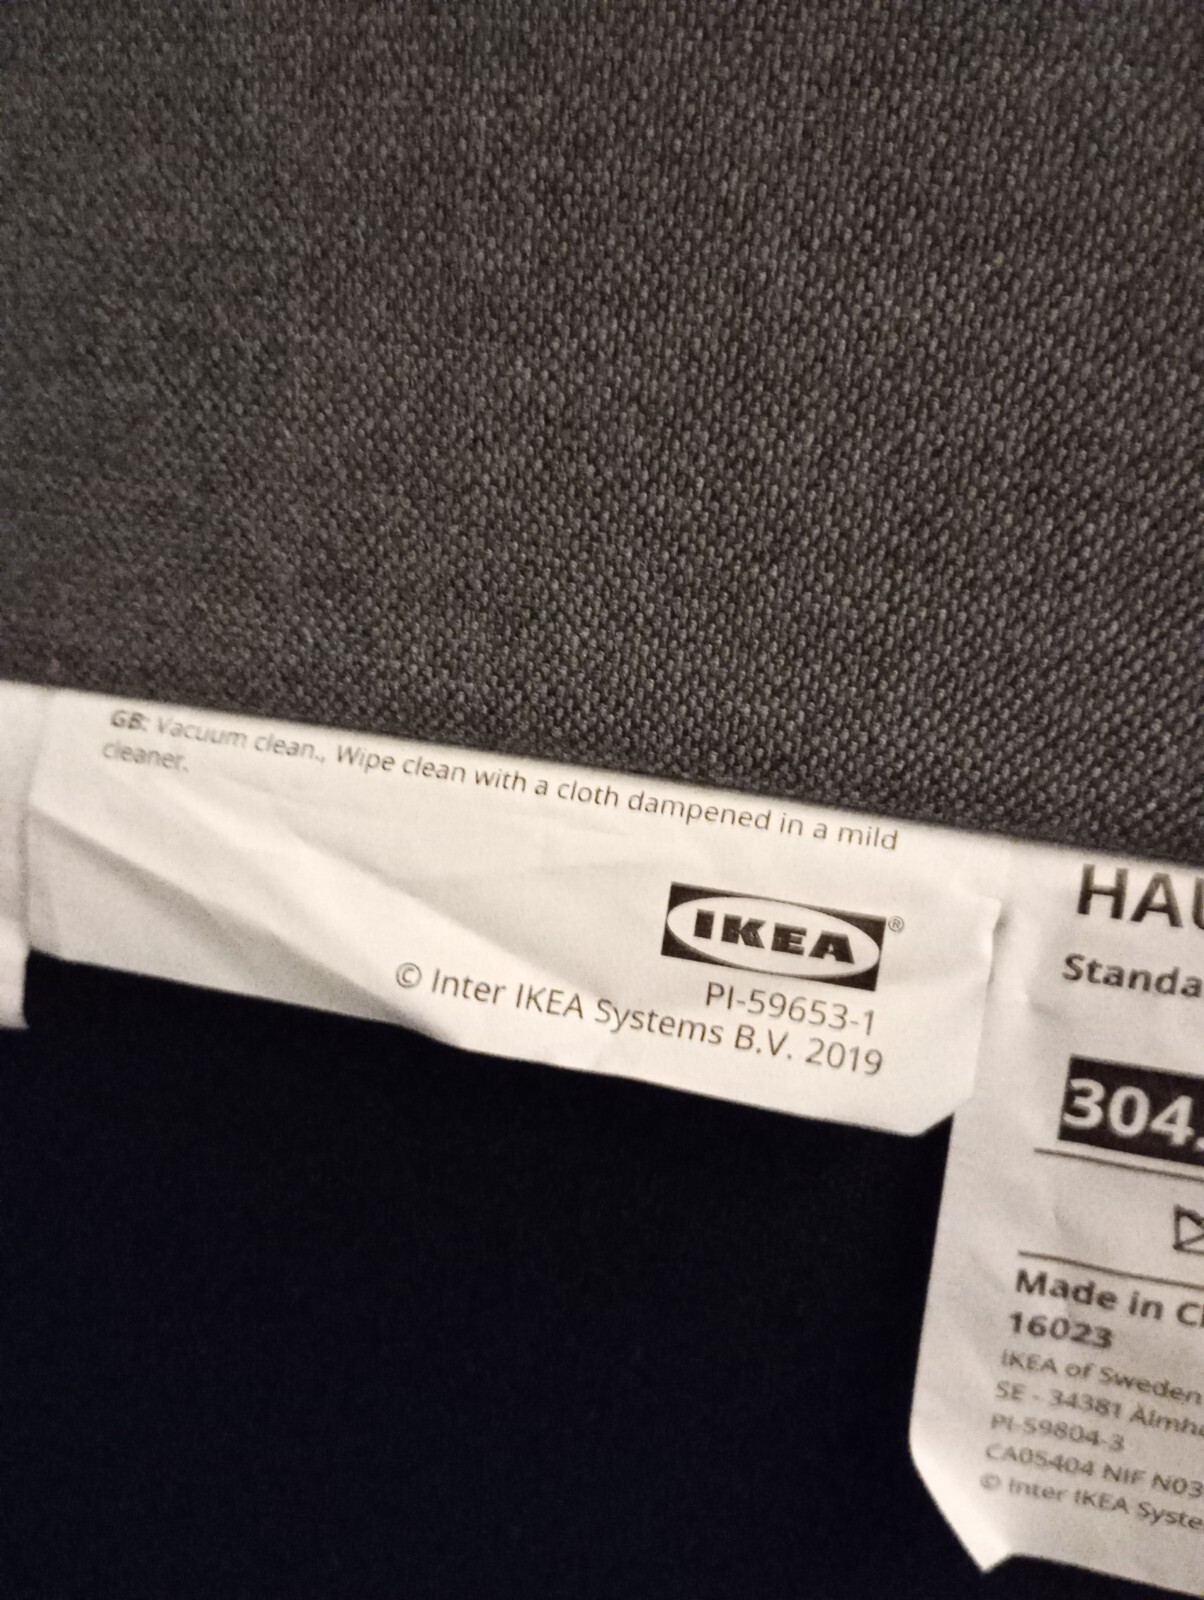 GB: Vacuum clean., Wipe clean with a cloth dampened in a mild
cleaner.
IKEA®
PI-59653-1
© Inter IKEA Systems B.V. 2019
HAU
Standa
304.
Made in C
16023
IKEA of Sweden
SE - 34381 Älmh
PI-59804-3
CA05404 NIF N03
© Inter IKEA Syste